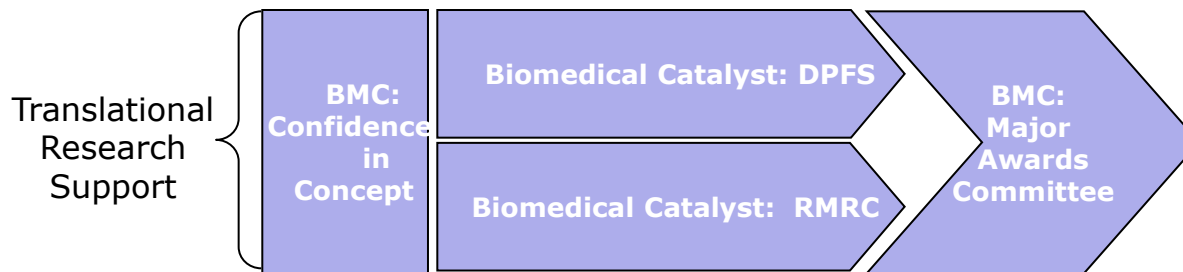 Translational
Research
Support
BMC:
Confidence
in
Concept
Biomedical Catalyst: DPFS
Biomedical Catalyst:  RMRC
BMC:
Major
Awards
Committee